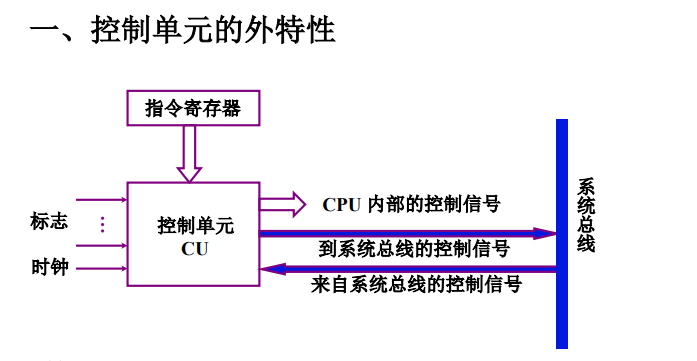 一、控制单元的外特性
指令寄存器
标志
⋮
时钟
控制单元
CU
CPU 内部的控制信号
到系统总线的控制信号
来自系统总线的控制信号
系统总线